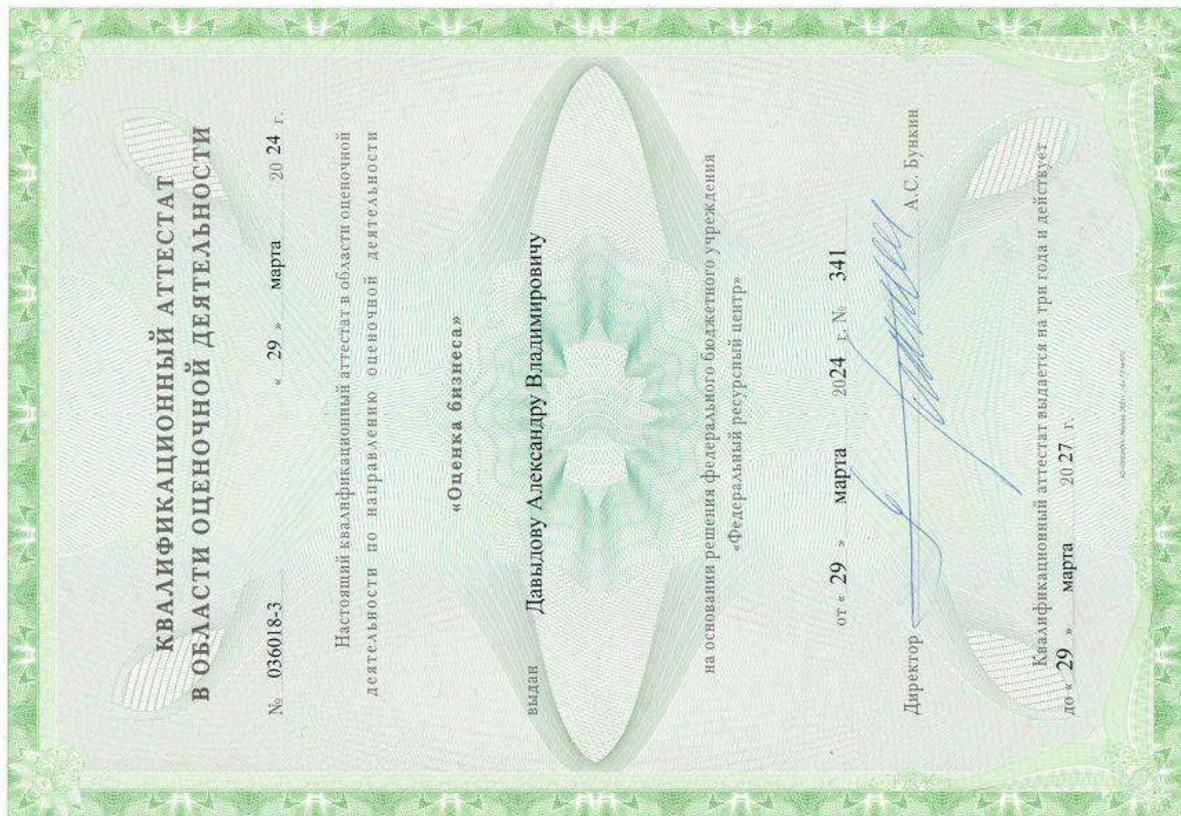 КВАЛИФИКАЦИОННЫЙ АТТЕСТАТ
В ОБЛАСТИ ОЦЕНОЧНОЙ ДЕЯТЕЛЬНОСТИ
№ 036018-3 « 29 » марта 20 24 г.
Настоящий квалификационный аттестат в области оценочной
деятельности по направлению оценочной деятельности
«Оценка бизнеса»
выдан Давыдову Александру Владимировичу
на основании решения федерального бюджетного учреждения
«Федеральный ресурсный центр»
от « 29 » марта 2024 г. № 341
Директор А.С. Бункин
Квалификационный аттестат выдается на три года и действует
до « 29 » марта 20 27 г.